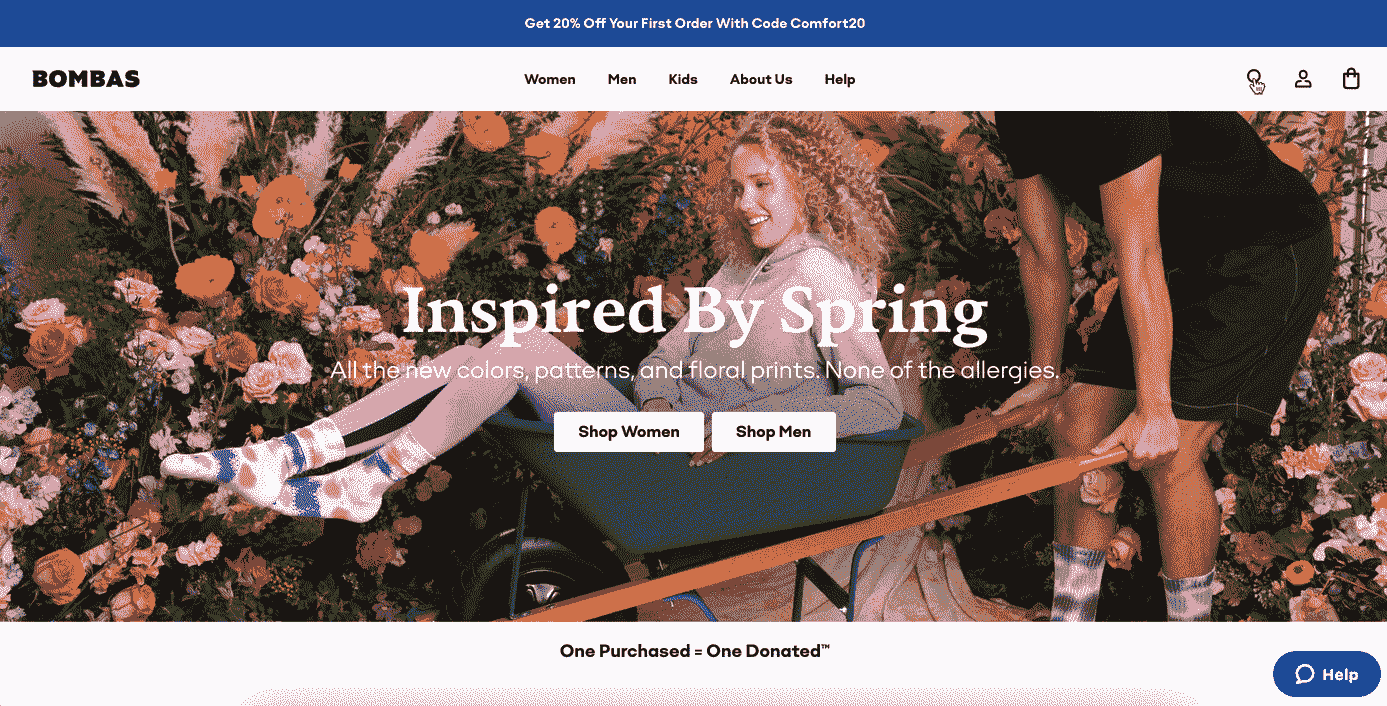 Get 20% Off Your First Order With Code Comfort20
BOMBAS
Women Men Kids About Us Help
Inspired By Spring
All the new colors, patterns, and floral prints. None of the allergies.
Shop Women Shop Men
One Purchased = One Donated™
Help